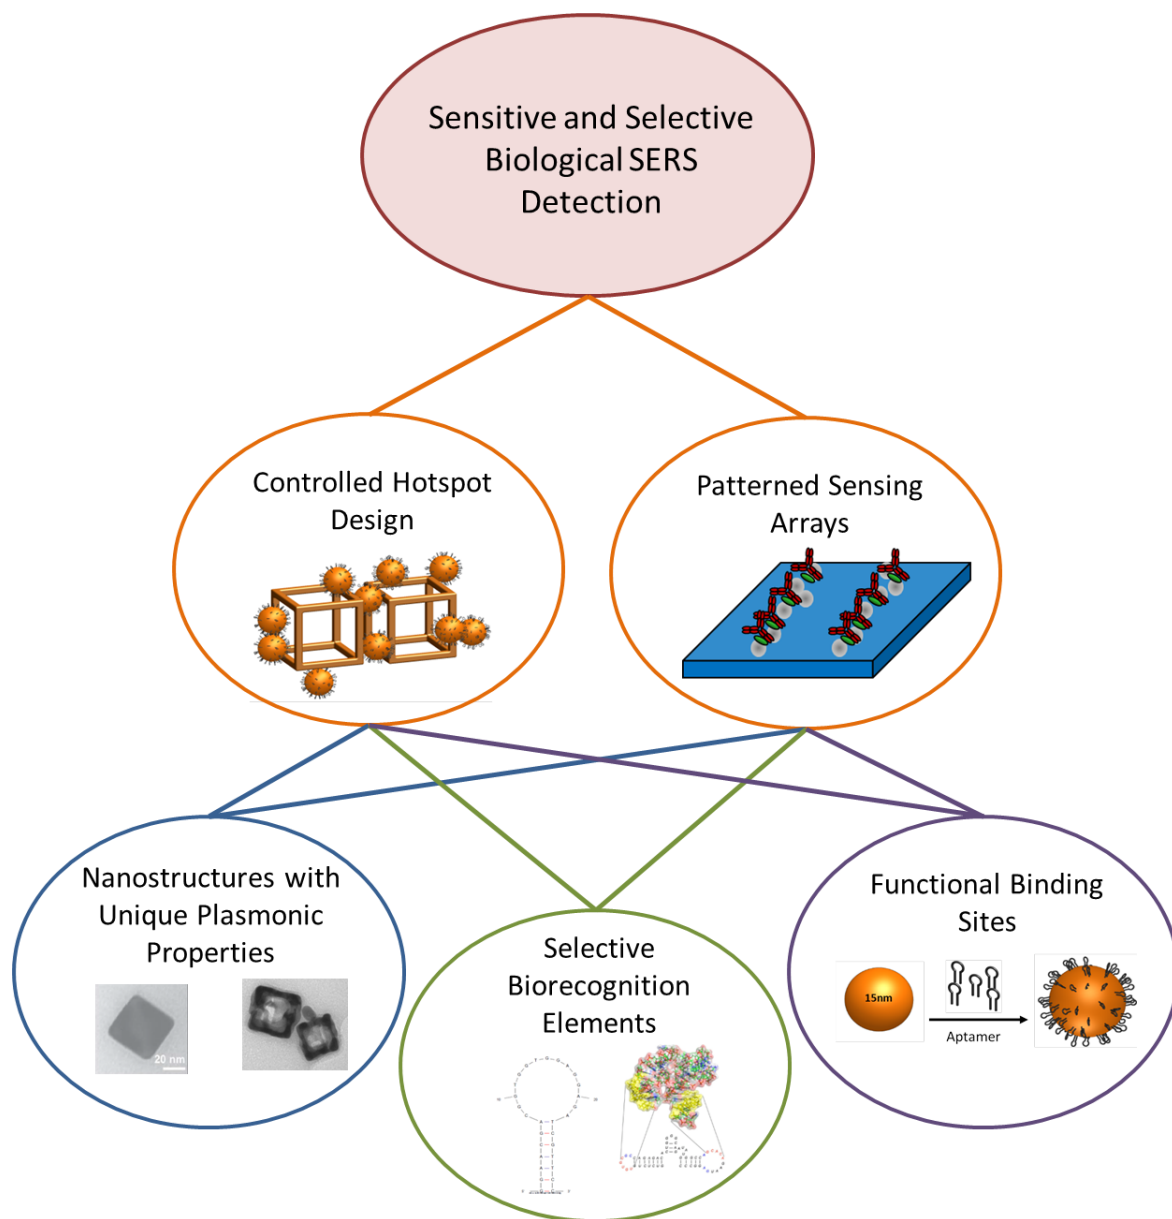 Sensitive and Selective
Biological SERS
Detection
Controlled Hotspot
Design
Patterned Sensing
Arrays
Nanostructures with
Unique Plasmonic
Properties
20 nm
Selective
Biorecognition
Elements
Functional Binding
Sites
15nm
Aptamer